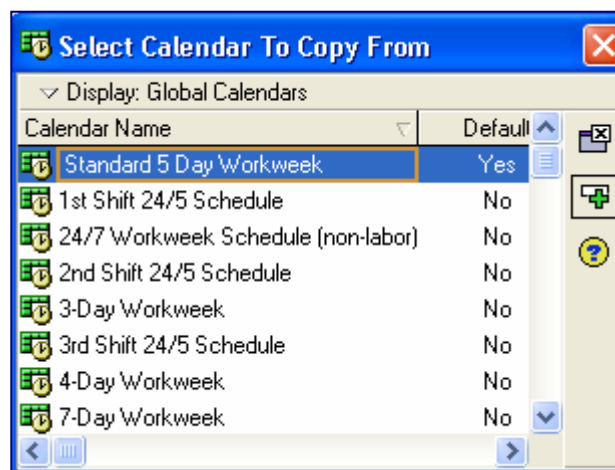 Select Calendar To Copy From
Display: Global Calendars
Calendar Name Default
Standard 5 Day Workweek Yes
1st Shift 24/5 Schedule No
24/7 Workweek Schedule (non-labor) No
2nd Shift 24/5 Schedule No
3-Day Workweek No
3rd Shift 24/5 Schedule No
4-Day Workweek No
7-Day Workweek No